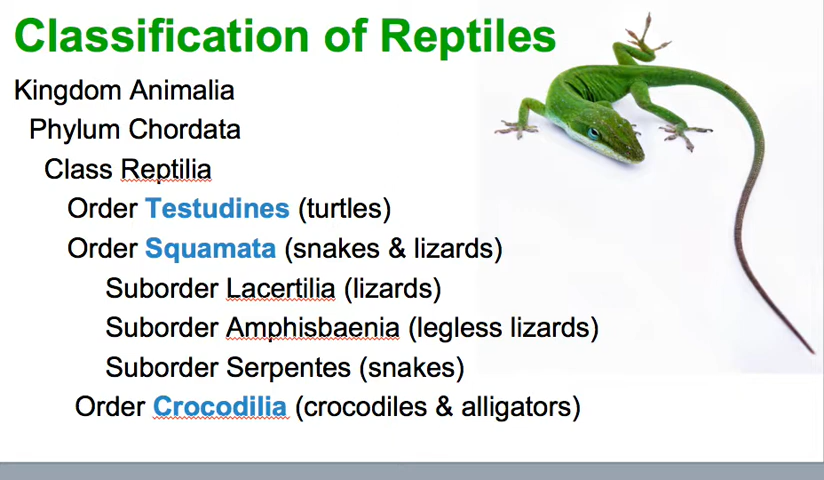 Classification of Reptiles
Kingdom Animalia
Phylum Chordata
Class Reptilia
Order Testudines (turtles)
Order Squamata (snakes & lizards)
Suborder Lacertilia (lizards)
Suborder Amphisbaenia (legless lizards)
Suborder Serpentes (snakes)
Order Crocodilia (crocodiles & alligators)